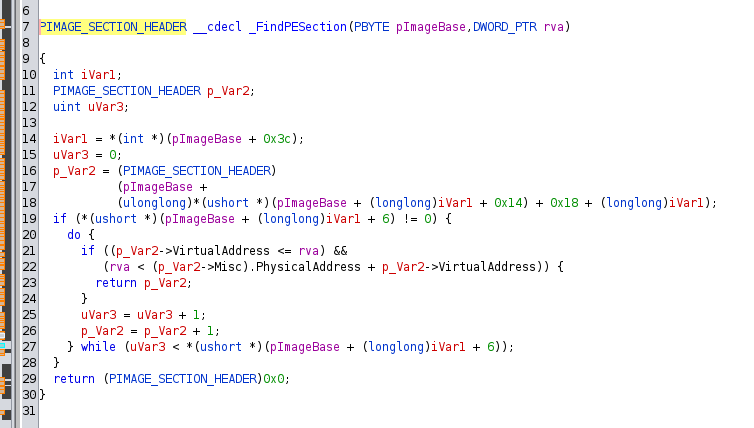 6
7 PIMAGE_SECTION_HEADER __cdecl _FindPESection(PBYTE pImageBase,DWORD_PTR rva)
8
9 {
10   int iVar1;
11   PIMAGE_SECTION_HEADER p_Var2;
12   uint uVar3;
13
14   iVar1 = *(int *)(pImageBase + 0x3c);
15   uVar3 = 0;
16   p_Var2 = (PIMAGE_SECTION_HEADER)
17            (pImageBase +
18            (ulonglong)*(ushort *)(pImageBase + (longlong)iVar1 + 0x14) + 0x18 + (longlong)iVar1);
19   if (*(ushort *)(pImageBase + (longlong)iVar1 + 6) != 0) {
20     do {
21       if ((p_Var2->VirtualAddress <= rva) &&
22          (rva < (p_Var2->Misc).PhysicalAddress + p_Var2->VirtualAddress)) {
23         return p_Var2;
24       }
25       uVar3 = uVar3 + 1;
26       p_Var2 = p_Var2 + 1;
27     } while (uVar3 < *(ushort *)(pImageBase + (longlong)iVar1 + 6));
28   }
29   return (PIMAGE_SECTION_HEADER)0x0;
30 }
31